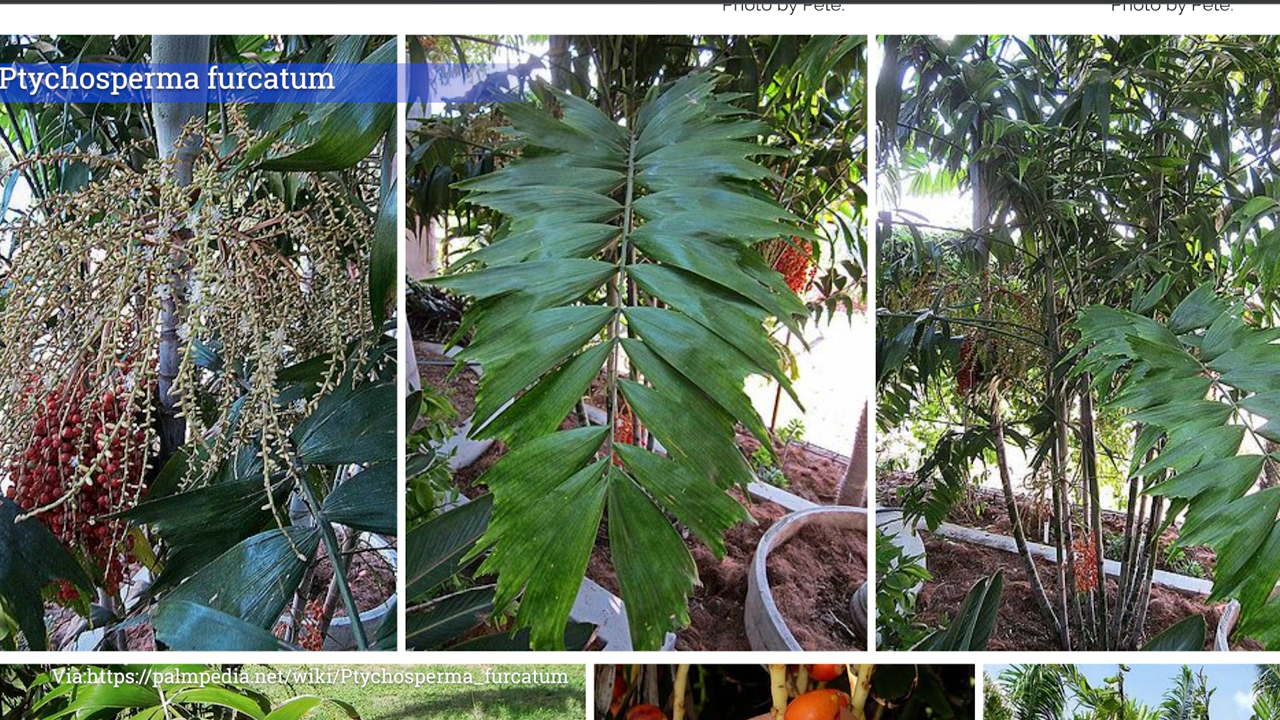 Photo by Pete.
Photo by Pete.
Ptychosperma furcatum
Via:https://palmpedia.net/wiki/Ptychosperma_furcatum